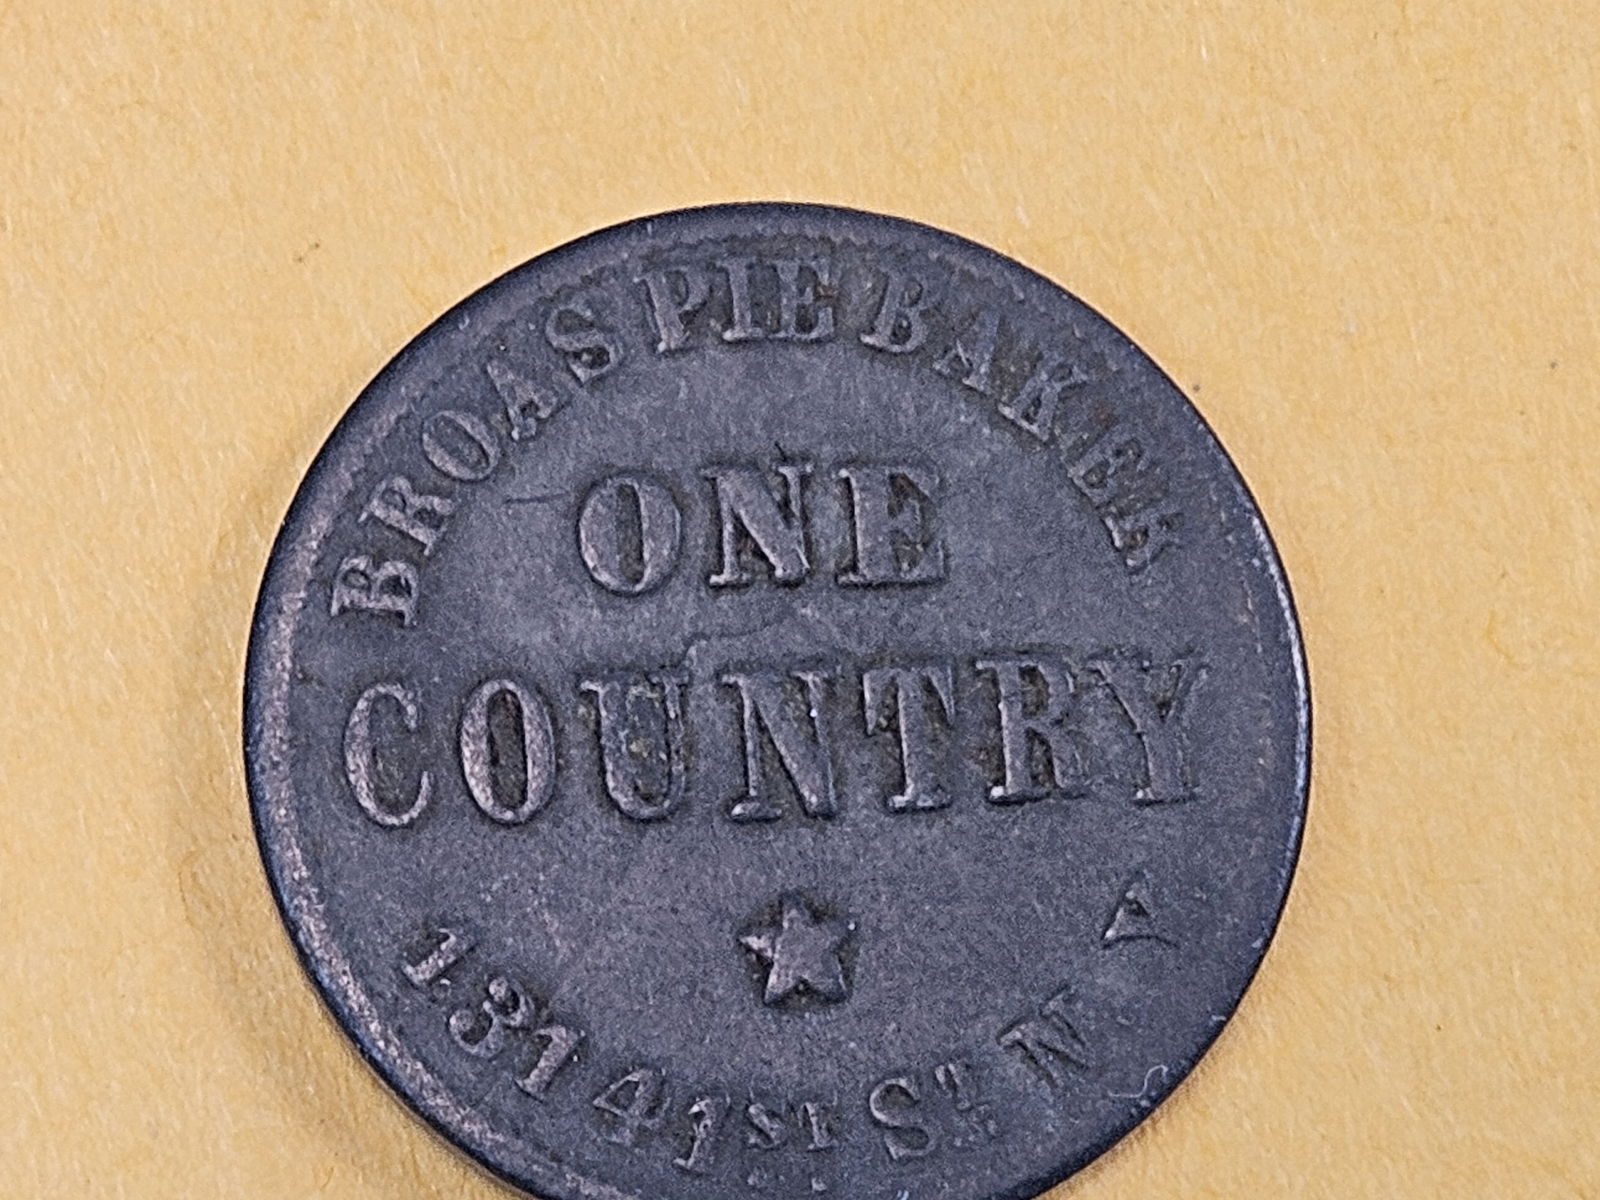 BROAS PIE BAKER
ONE
COUNTRY
131 41ST ST. N Y